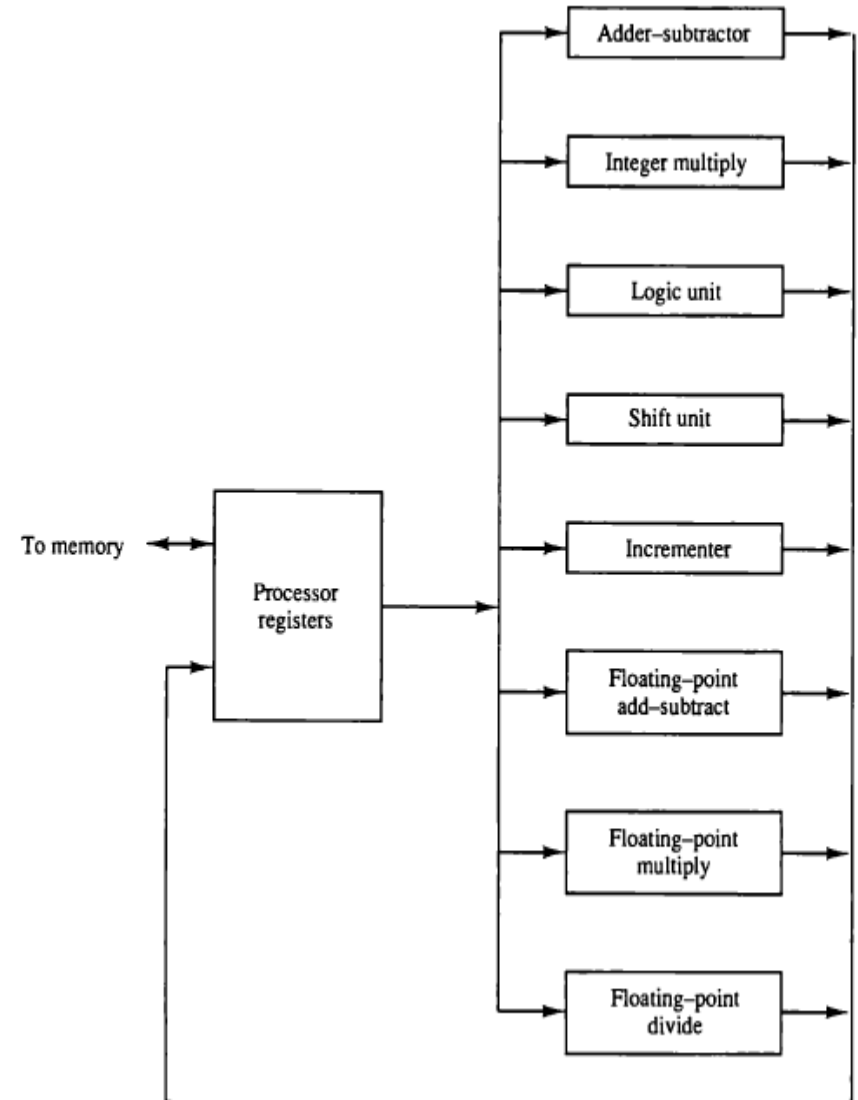 Adder–subtractor
Integer multiply
Logic unit
Shift unit
Incrementer
To memory
Processor
registers
Floating–point
add–subtract
Floating–point
multiply
Floating–point
divide